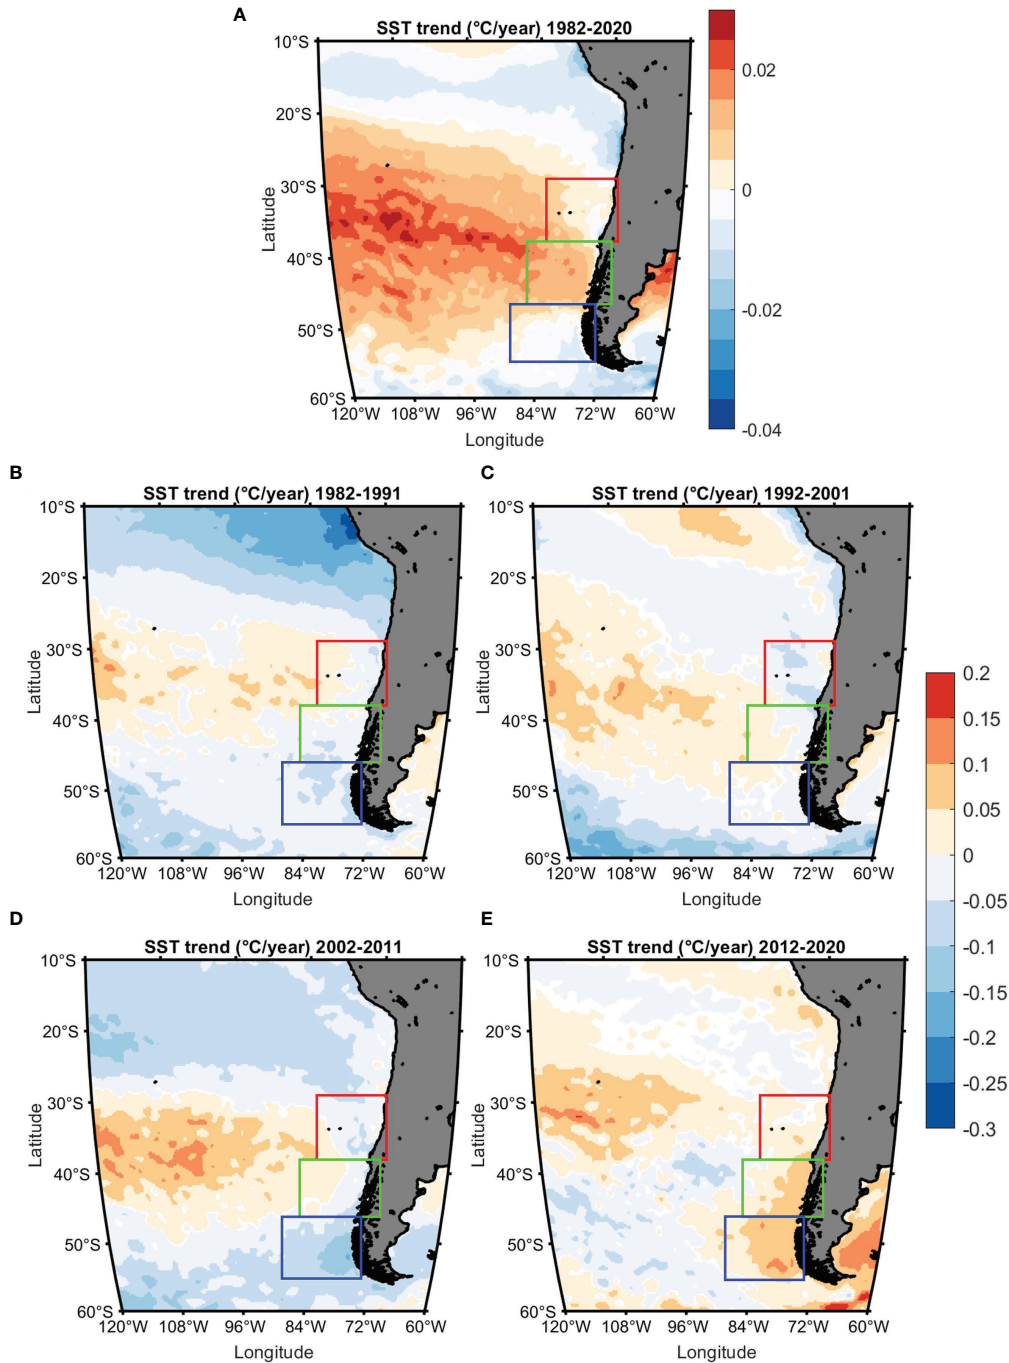 A
SST trend (°C/year) 1982-2020
10°S
20°S
30°S
40°S
50°S
60°S
Latitude
120°W 108°W 96°W 84°W 72°W 60°W
Longitude
0.02
0
-0.02
-0.04
B
SST trend (°C/year) 1982-1991
10°S
20°S
30°S
40°S
50°S
60°S
Latitude
120°W 108°W 96°W 84°W 72°W 60°W
Longitude
C
SST trend (°C/year) 1992-2001
10°S
20°S
30°S
40°S
50°S
60°S
Latitude
120°W 108°W 96°W 84°W 72°W 60°W
Longitude
D
SST trend (°C/year) 2002-2011
10°S
20°S
30°S
40°S
50°S
60°S
Latitude
120°W 108°W 96°W 84°W 72°W 60°W
Longitude
E
SST trend (°C/year) 2012-2020
10°S
20°S
30°S
40°S
50°S
60°S
Latitude
120°W 108°W 96°W 84°W 72°W 60°W
Longitude
0.2
0.15
0.1
0.05
0
-0.05
-0.1
-0.15
-0.2
-0.25
-0.3